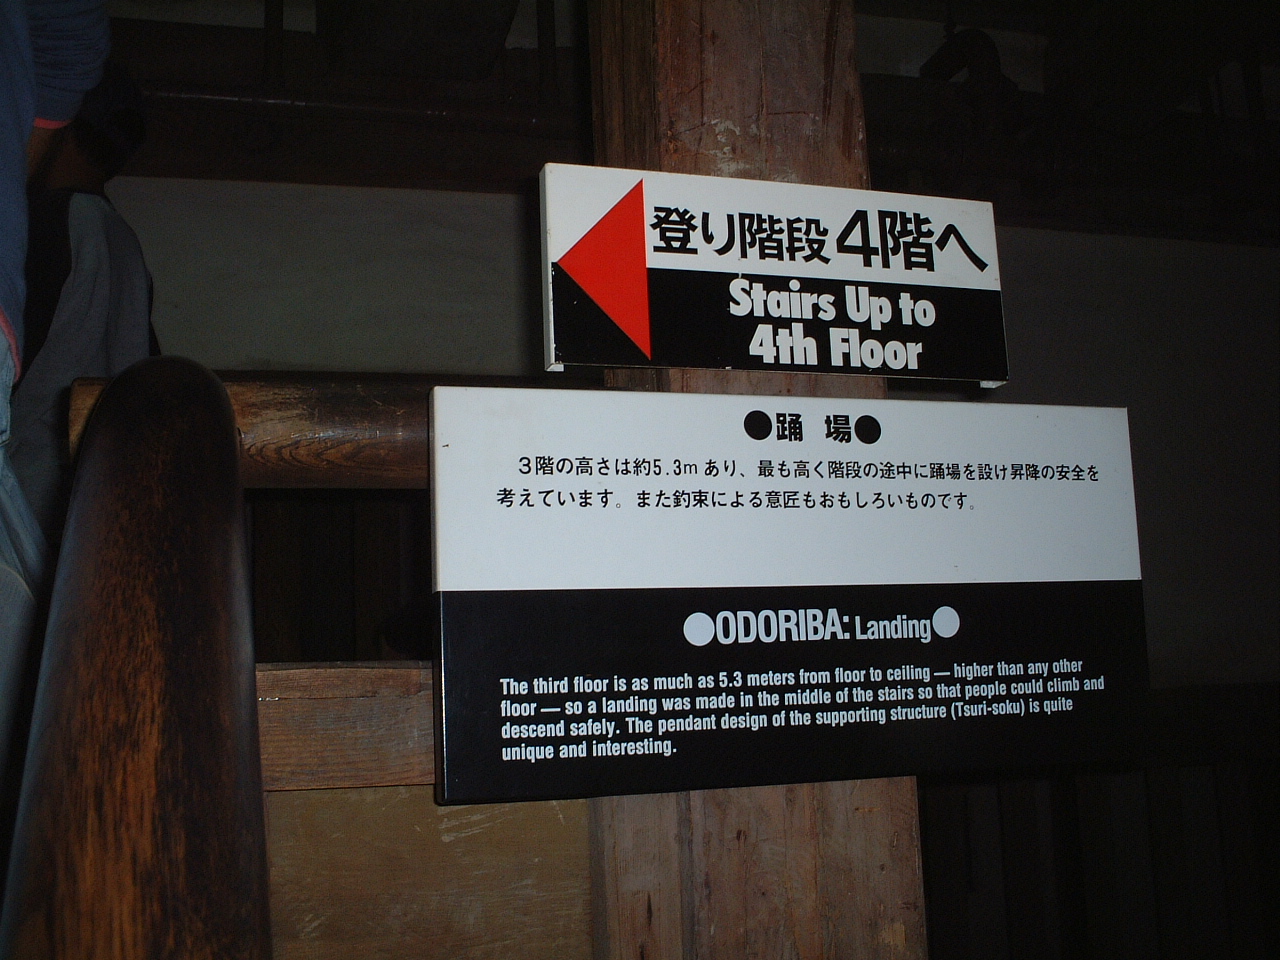 登り階段4階へ
Stairs Up to
4th Floor
●踊 場●
3階の高さは約5.3mあり、最も高く階段の途中に踊場を設け昇降の安全を
考えています。また釣束による意匠もおもしろいものです。
●ODORIBA: Landing●
The third floor is as much as 5.3 meters from floor to ceiling — higher than any other
floor — so a landing was made in the middle of the stairs so that people could climb and
descend safely. The pendant design of the supporting structure (Tsuri-soku) is quite
unique and interesting.